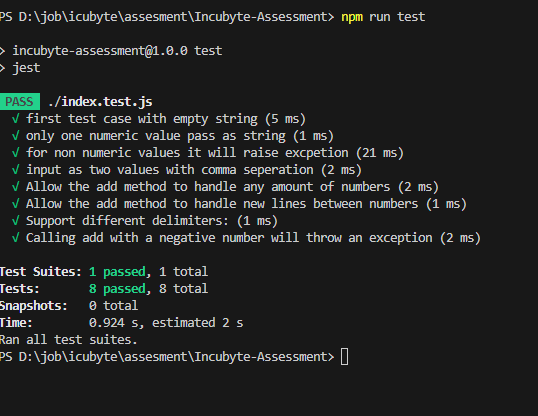 PS D:\job\icubyte\assesment\Incubyte-Assessment> npm run test
> incubyte-assessment@1.0.0 test
> jest
PASS ./index.test.js
√ first test case with empty string (5 ms)
√ only one numeric value pass as string (1 ms)
√ for non numeric values it will raise excpetion (21 ms)
√ input as two values with comma seperation (2 ms)
√ Allow the add method to handle any amount of numbers (2 ms)
√ Allow the add method to handle new lines between numbers (1 ms)
√ Support different delimiters: (1 ms)
√ Calling add with a negative number will throw an exception (2 ms)
Test Suites: 1 passed, 1 total
Tests: 8 passed, 8 total
Snapshots: 0 total
Time: 0.924 s, estimated 2 s
Ran all test suites.
PS D:\job\icubyte\assesment\Incubyte-Assessment>